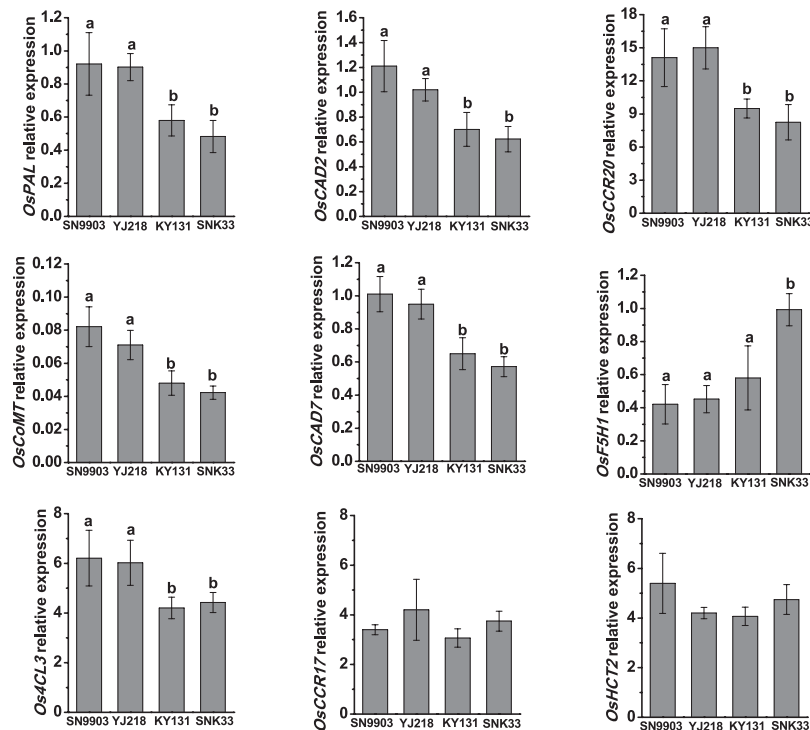 OsPAL relative expression
1.2
1.0
0.8
0.6
0.4
0.2
0.0
a a b b
SN9903 YJ218 KY131 SNK33
OsCAD2 relative expression
1.6
1.4
1.2
1.0
0.8
0.6
0.4
0.2
0.0
a a b b
SN9903 YJ218 KY131 SNK33
OsCCR20 relative expression
18
15
12
9
6
3
0
a a b b
SN9903 YJ218 KY131 SNK33
OsCoMT relative expression
0.12
0.10
0.08
0.06
0.04
0.02
0.00
a a b b
SN9903 YJ218 KY131 SNK33
OsCAD7 relative expression
1.2
1.0
0.8
0.6
0.4
0.2
0.0
a a b b
SN9903 YJ218 KY131 SNK33
OsF5H1 relative expression
1.2
1.0
0.8
0.6
0.4
0.2
0.0
a a a b
SN9903 YJ218 KY131 SNK33
Os4CL3 relative expression
8
6
4
2
0
a a b b
SN9903 YJ218 KY131 SNK33
OsCCR17 relative expression
8
6
4
2
0
SN9903 YJ218 KY131 SNK33
OsHCT2 relative expression
8
6
4
2
0
SN9903 YJ218 KY131 SNK33